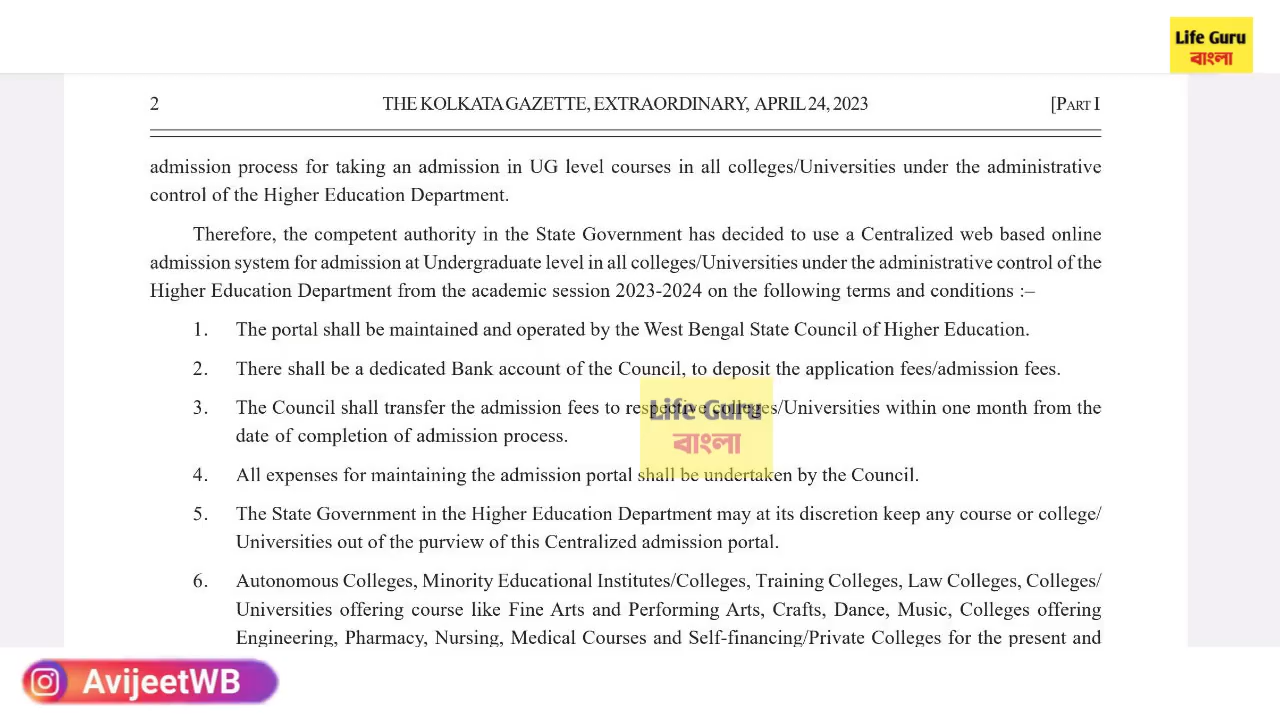 Life Guru
বাংলা
2 THE KOLKATA GAZETTE, EXTRAORDINARY, APRIL 24, 2023 [PART I
admission process for taking an admission in UG level courses in all colleges/Universities under the administrative
control of the Higher Education Department.
Therefore, the competent authority in the State Government has decided to use a Centralized web based online
admission system for admission at Undergraduate level in all colleges/Universities under the administrative control of the
Higher Education Department from the academic session 2023-2024 on the following terms and conditions :–
1. The portal shall be maintained and operated by the West Bengal State Council of Higher Education.
2. There shall be a dedicated Bank account of the Council, to deposit the application fees/admission fees.
3. The Council shall transfer the admission fees to respective colleges/Universities within one month from the
date of completion of admission process.
Life Guru
বাংলা
4. All expenses for maintaining the admission portal shall be undertaken by the Council.
5. The State Government in the Higher Education Department may at its discretion keep any course or college/
Universities out of the purview of this Centralized admission portal.
6. Autonomous Colleges, Minority Educational Institutes/Colleges, Training Colleges, Law Colleges, Colleges/
Universities offering course like Fine Arts and Performing Arts, Crafts, Dance, Music, Colleges offering
Engineering, Pharmacy, Nursing, Medical Courses and Self-financing/Private Colleges for the present and
AvijeetWB